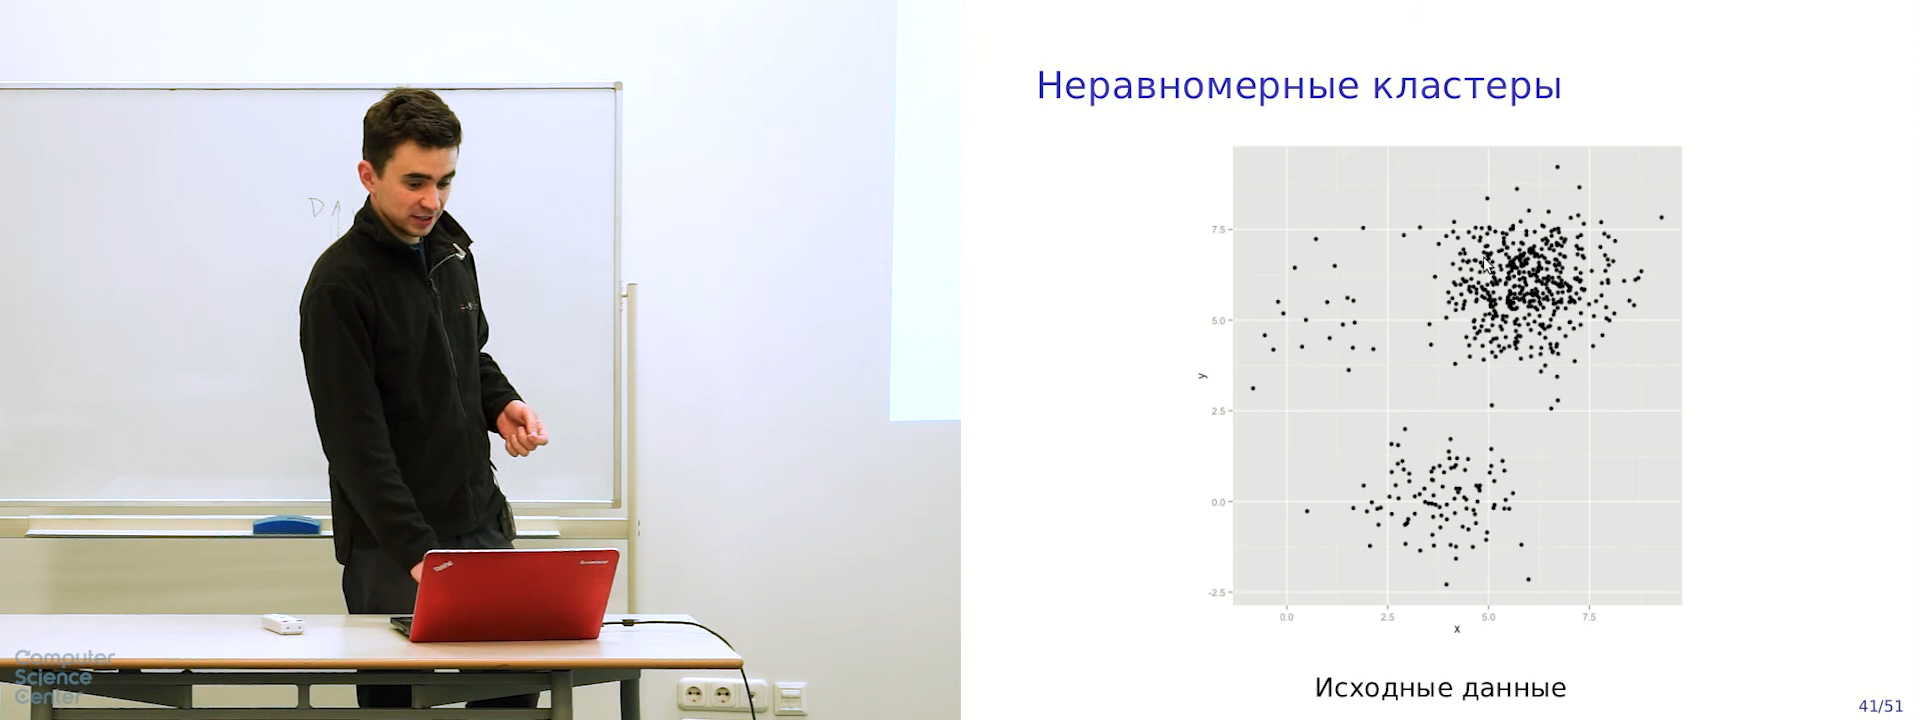 D
ThinkPad
Computer
Science
Center
Неравномерные кластеры
7.5
5.0
2.5
0.0
-2.5
y
0.0
2.5
5.0
7.5
x
Исходные данные
41/51